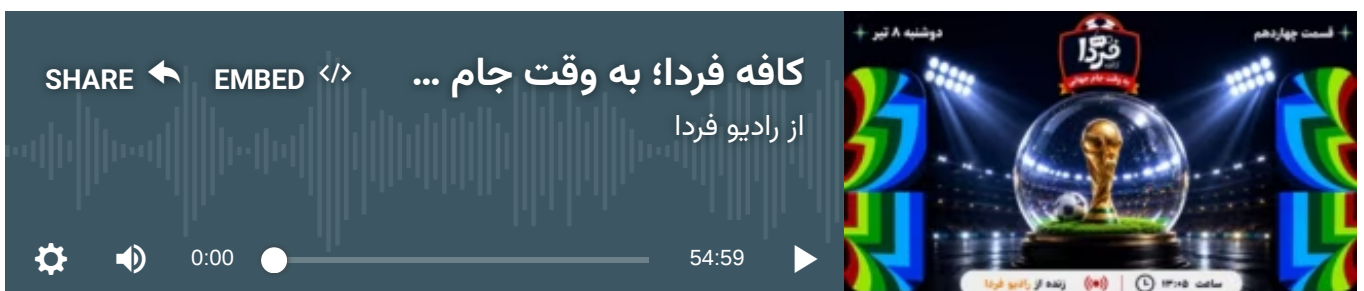 کافه فردا؛ به وقت جام ...
EMBED </>
SHARE
از رادیو فردا
0:00
54:59
+ قسمت چهاردهم
دوشنبه ۸ تیر +
فردا
به وقت جام جهانی
ساعت ۱۳:۰۵
زنده از رادیو فردا